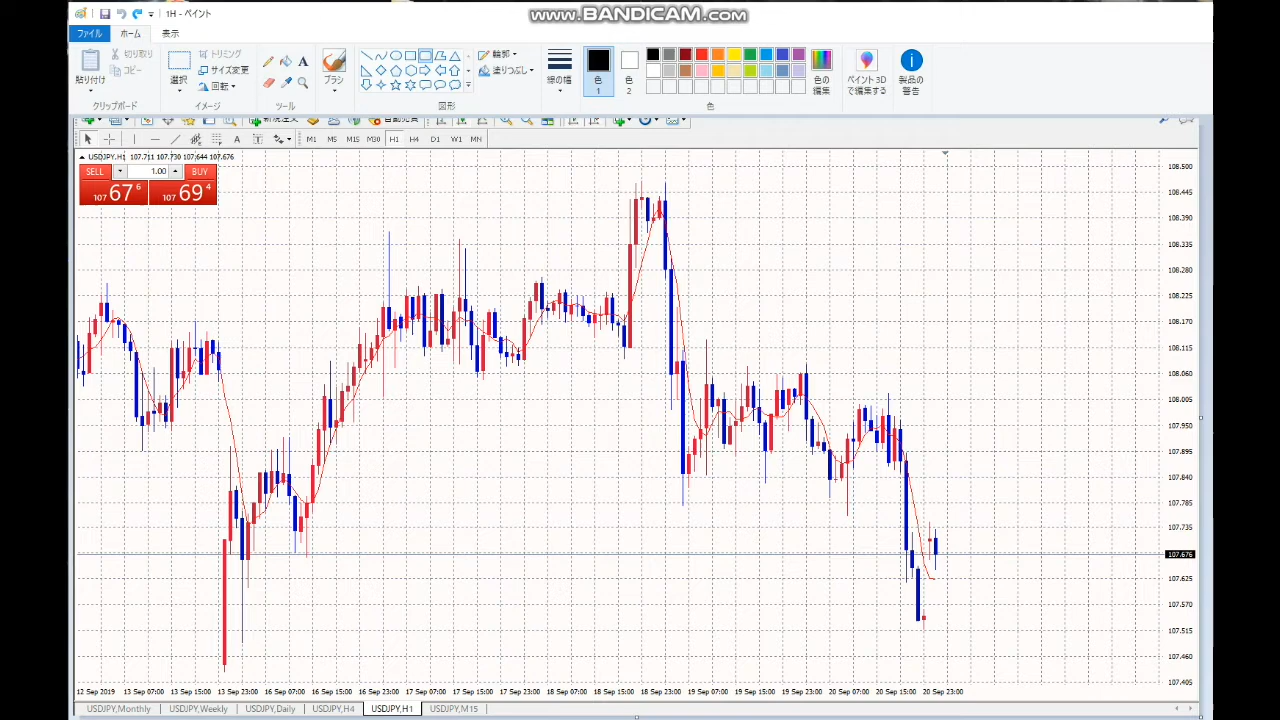 www.BANDICAM.com
1H - ペイント
ファイル ホーム 表示
貼り付け 切り取り コピー
選択 トリミング サイズ変更 回転
ブラシ
輪郭 塗りつぶし
線の幅
色 1
色 2
色の編集
ペイント 3D で編集する
製品の警告
クリップボード イメージ ツール 図形 色
M1 M5 M15 M30 H1 H4 D1 W1 MN
USDJPY,H1 107.711 107.730 107.644 107.676
SELL 1.00 BUY
107 67 6 107 69 4
108.500
108.445
108.390
108.335
108.280
108.225
108.170
108.115
108.060
108.005
107.950
107.895
107.840
107.785
107.735
107.676
107.625
107.570
107.515
107.460
107.405
12 Sep 2019 13 Sep 07:00 13 Sep 15:00 13 Sep 23:00 16 Sep 07:00 16 Sep 15:00 16 Sep 23:00 17 Sep 07:00 17 Sep 15:00 17 Sep 23:00 18 Sep 07:00 18 Sep 15:00 18 Sep 23:00 19 Sep 07:00 19 Sep 15:00 19 Sep 23:00 20 Sep 07:00 20 Sep 15:00 20 Sep 23:00
USDJPY,Monthly USDJPY,Weekly USDJPY,Daily USDJPY,H4 USDJPY,H1 USDJPY,M15